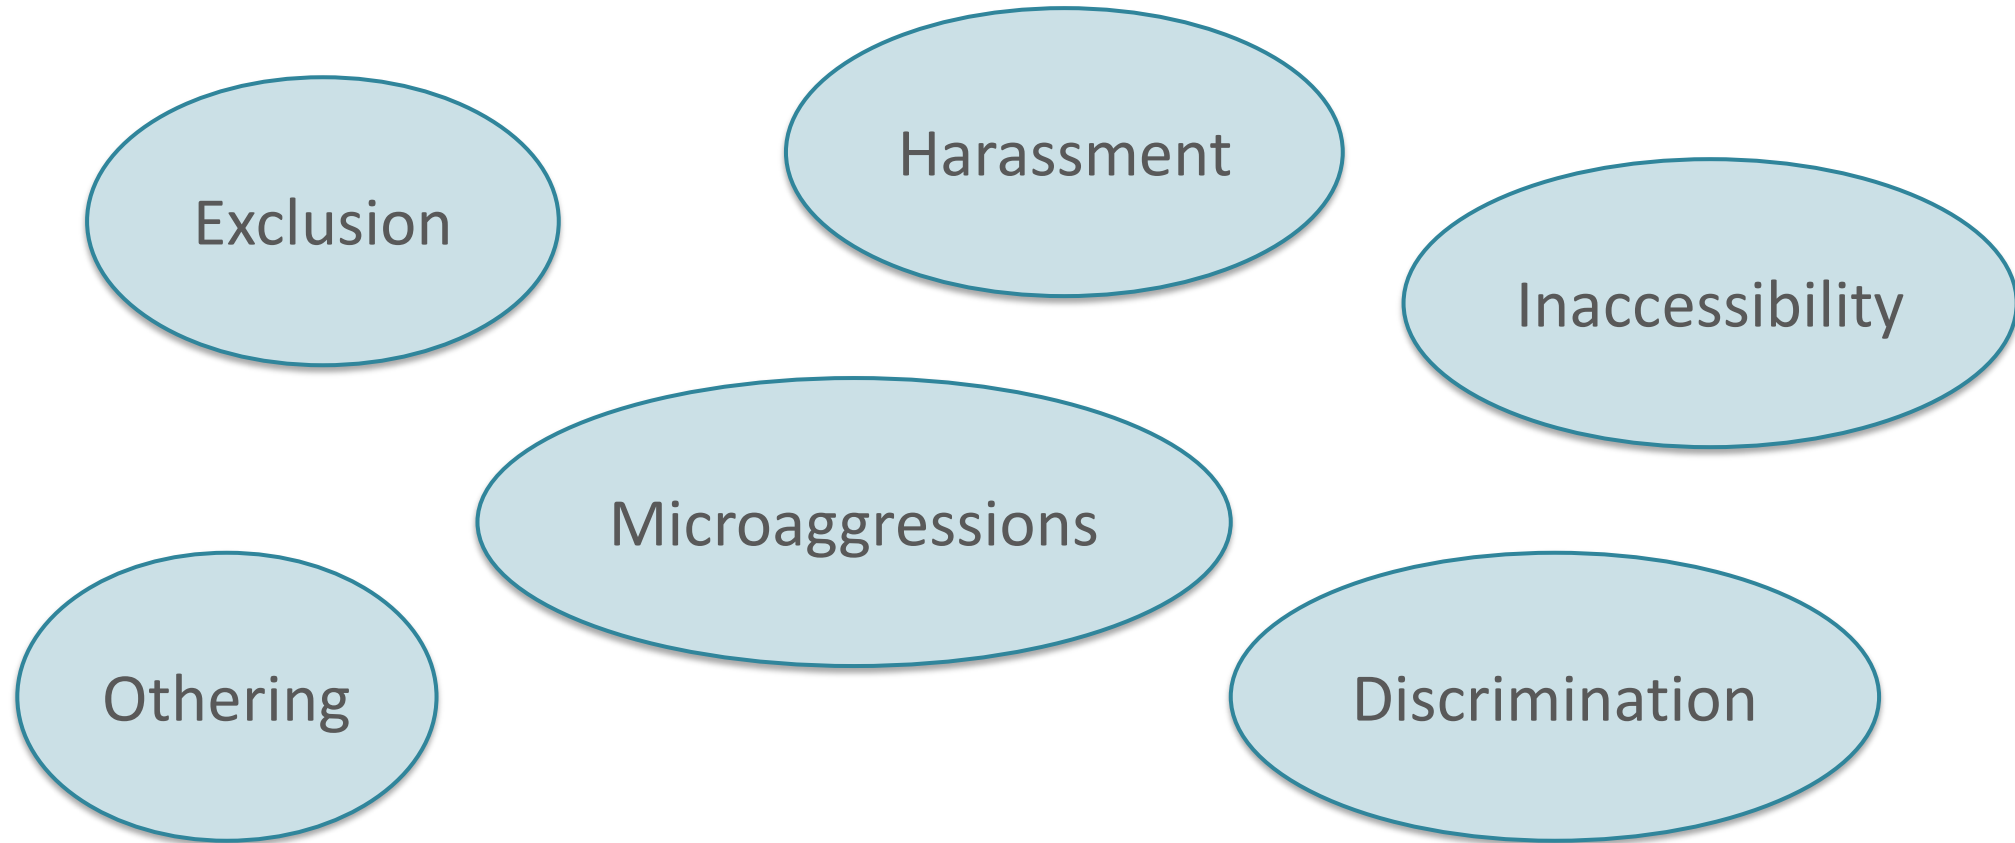 Harassment
Exclusion
Inaccessibility
Microaggressions
Othering
Discrimination